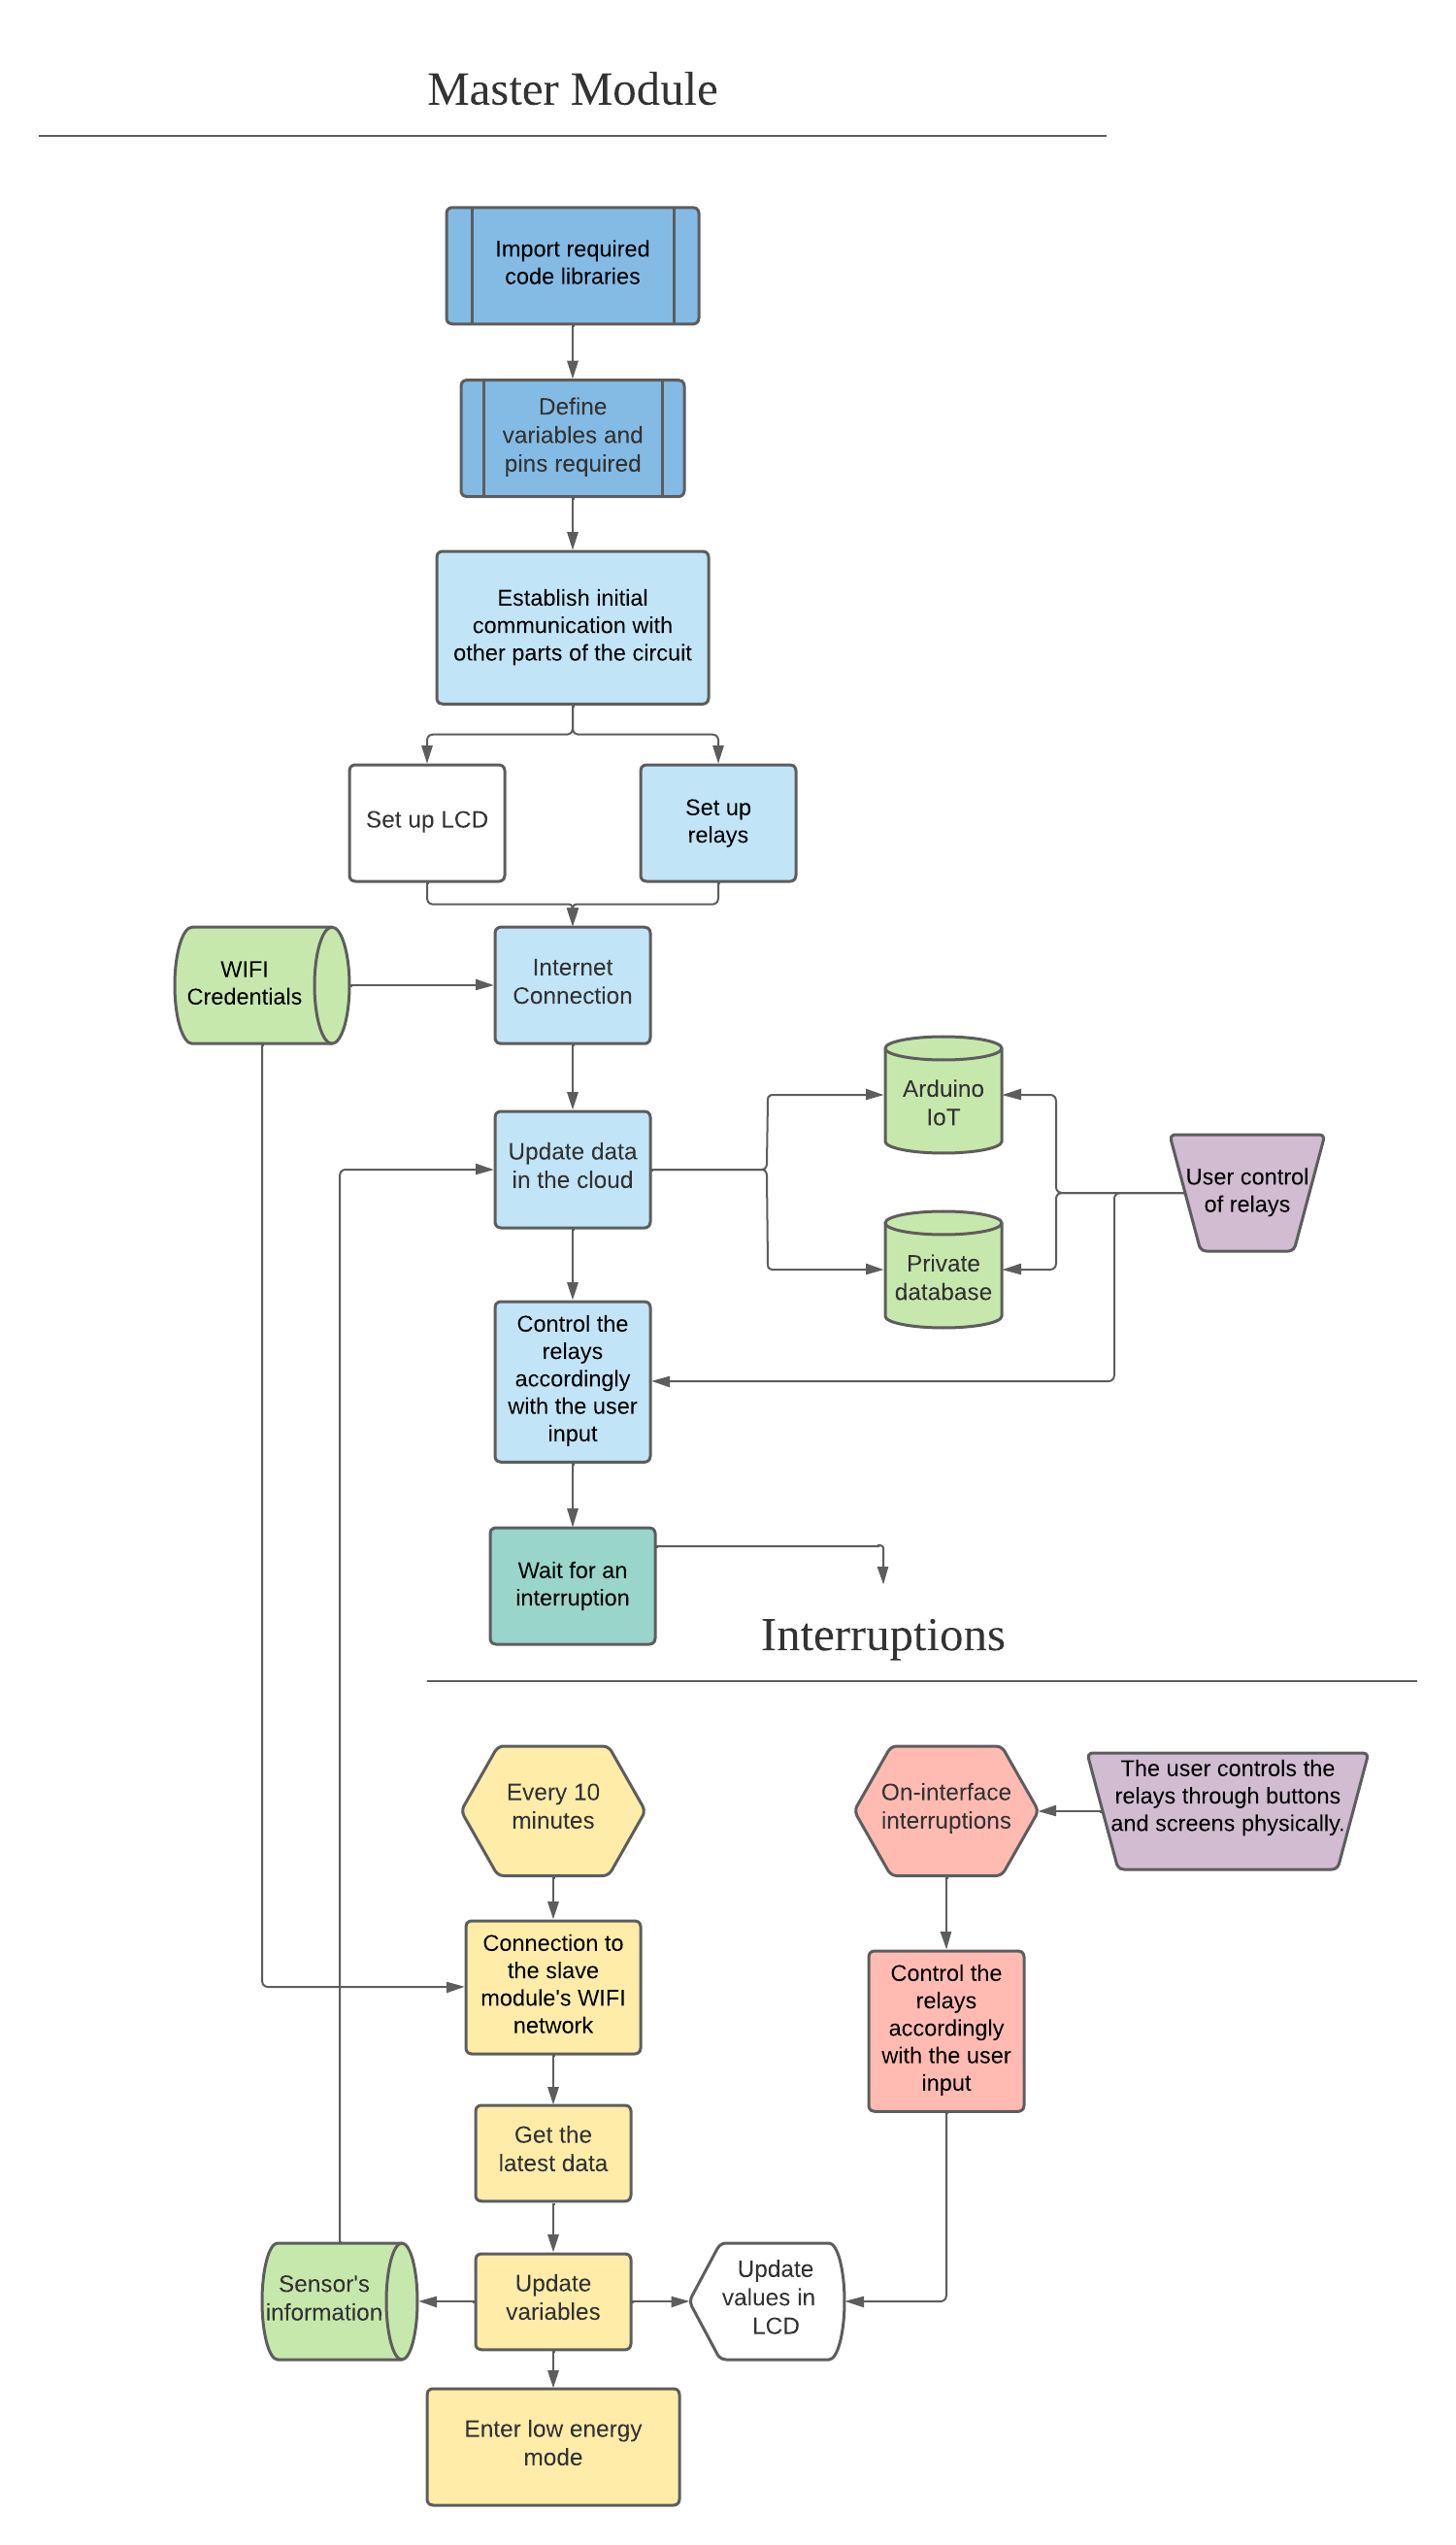 Master Module
Import required
code libraries
Define
variables and
pins required
Establish initial
communication with
other parts of the circuit
Set up LCD
Set up
relays
WIFI
Credentials
Internet
Connection
Update data
in the cloud
Arduino
IoT
Private
database
User control
of relays
Control the
relays
accordingly
with the user
input
Wait for an
interruption
Interruptions
Every 10
minutes
On-interface
interruptions
The user controls the
relays through buttons
and screens physically.
Connection to
the slave
module's WIFI
network
Control the
relays
accordingly
with the user
input
Get the
latest data
Sensor's
information
Update
variables
Update
values in
LCD
Enter low energy
mode